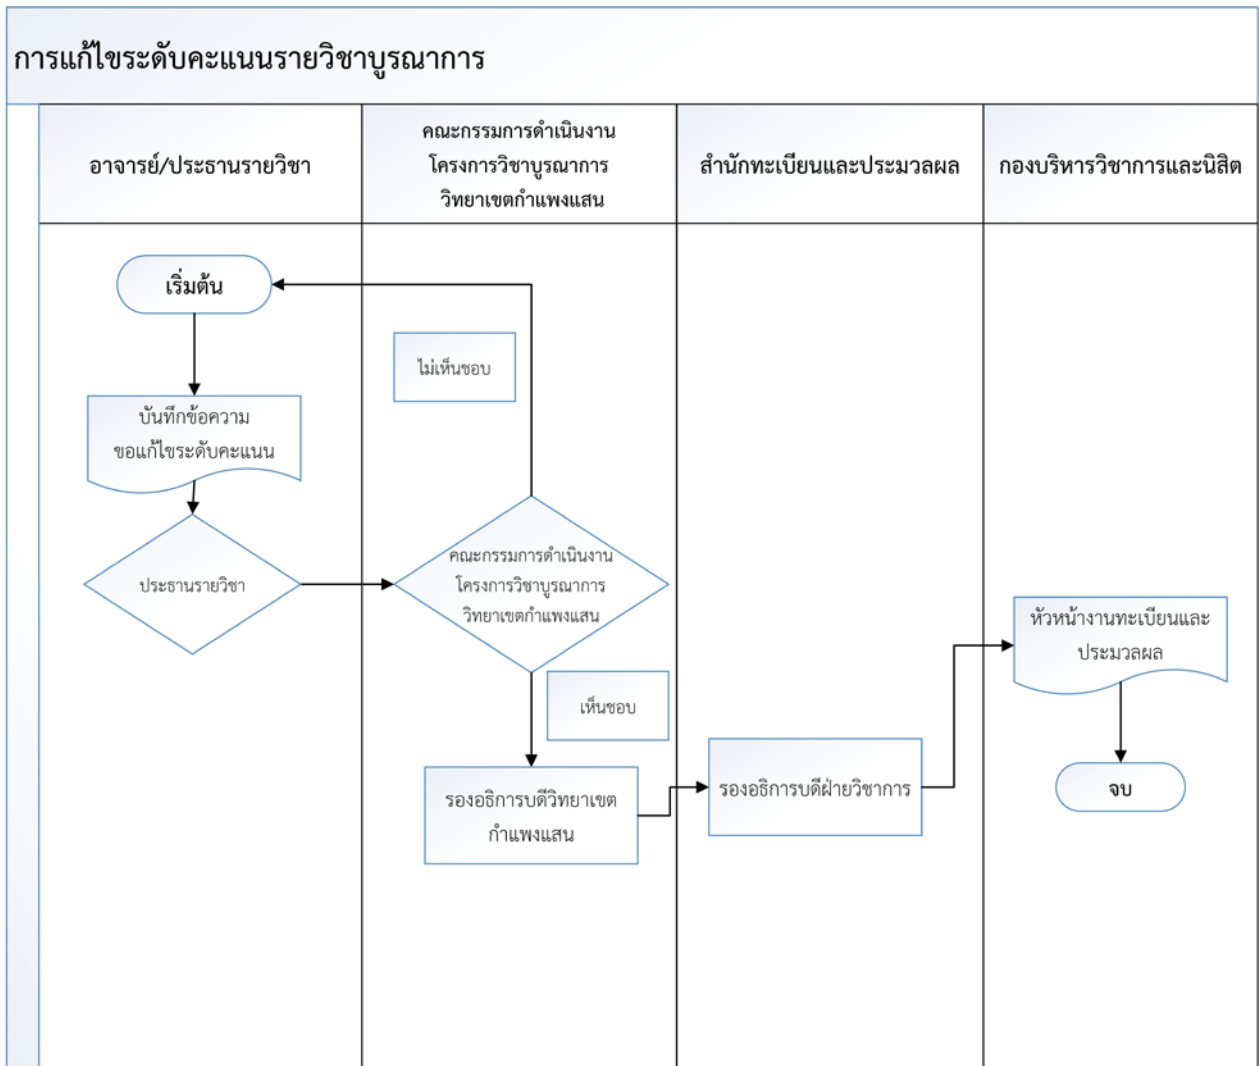 การแก้ไขระดับคะแนนรายวิชาบูรณาการ
อาจารย์/ประธานรายวิชา
คณะกรรมการดำเนินงาน
โครงการวิชาบูรณาการ
วิทยาเขตกำแพงแสน
สำนักทะเบียนและประมวลผล
กองบริหารวิชาการและนิสิต
เริ่มต้น
ไม่เห็นชอบ
บันทึกข้อความ
ขอแก้ไขระดับคะแนน
ประธานรายวิชา
คณะกรรมการดำเนินงาน
โครงการวิชาบูรณาการ
วิทยาเขตกำแพงแสน
เห็นชอบ
รองอธิการบดีวิทยาเขต
กำแพงแสน
รองอธิการบดีฝ่ายวิชาการ
หัวหน้างานทะเบียนและ
ประมวลผล
จบ